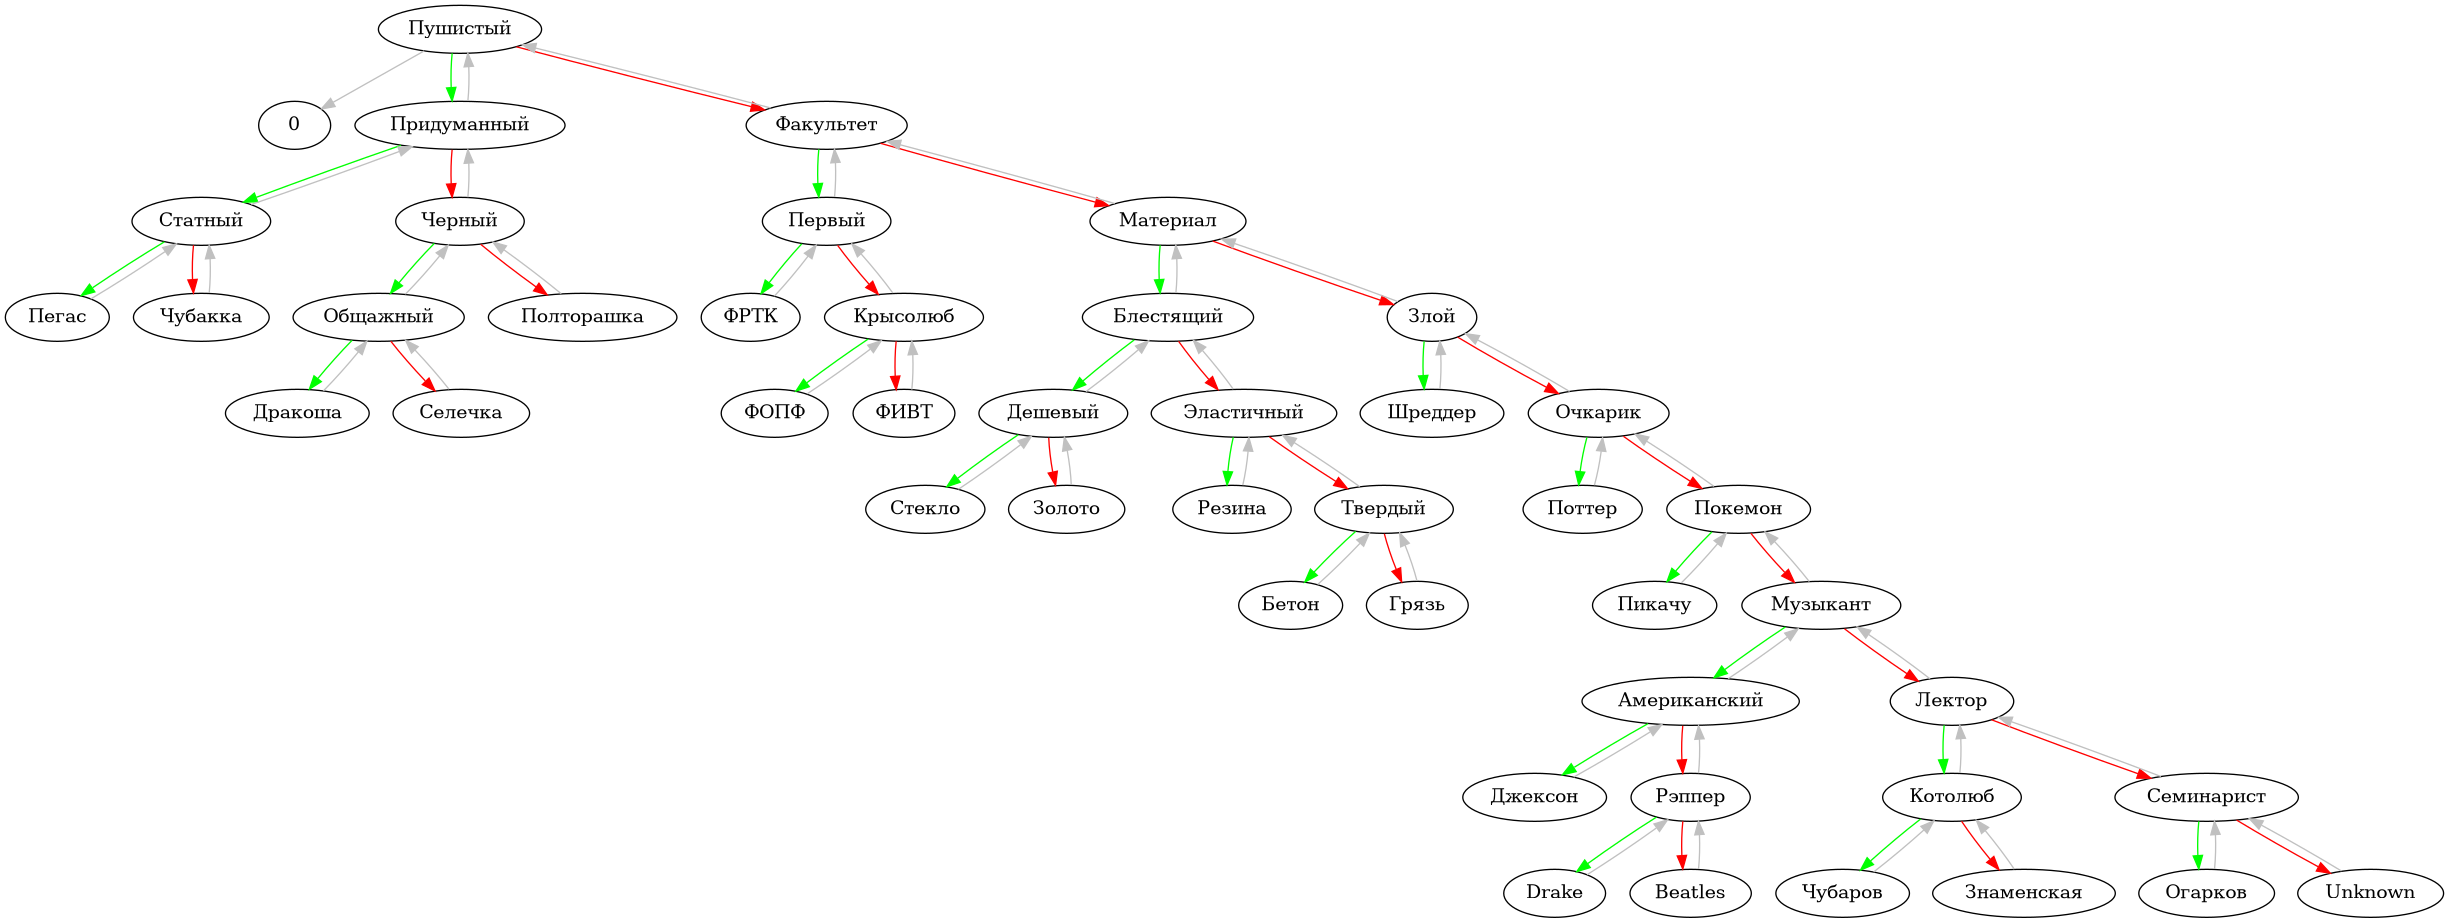 Пушистый
0
Придуманный
Факультет
Статный
Черный
Первый
Материал
Пегас
Чубакка
Общажный
Полторашка
ФРТК
Крысолюб
Блестящий
Злой
Дракоша
Селечка
ФОПФ
ФИВТ
Дешевый
Эластичный
Шреддер
Очкарик
Стекло
Золото
Резина
Твердый
Поттер
Покемон
Бетон
Грязь
Пикачу
Музыкант
Американский
Лектор
Джексон
Рэппер
Котолюб
Семинарист
Drake
Beatles
Чубаров
Знаменская
Огарков
Unknown